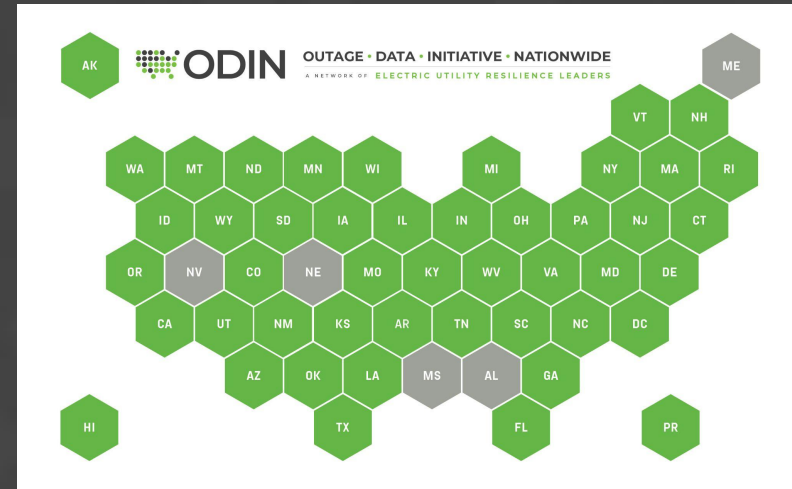 AK
ODIN
OUTAGE • DATA • INITIATIVE • NATIONWIDE
A NETWORK OF ELECTRIC UTILITY RESILIENCE LEADERS
ME
VT NH
WA MT ND MN WI MI NY MA RI
ID WY SD IA IL IN OH PA NJ CT
OR NV CO NE MO KY WV VA MD DE
CA UT NM KS AR TN SC NC DC
AZ OK LA MS AL GA
HI TX FL PR